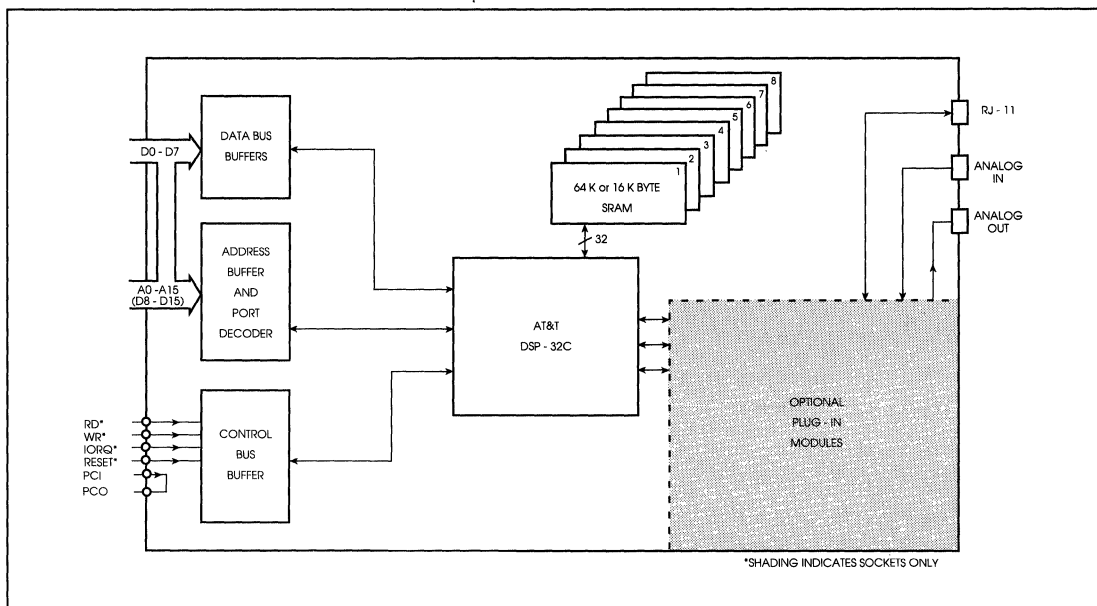 D0 - D7
DATA BUS
BUFFERS
A0 - A15
(D8 - D15)
ADDRESS
BUFFER
AND
PORT
DECODER
RD*
WR*
IORQ*
RESET*
PCI
PCO
CONTROL
BUS
BUFFER
8
7
6
5
4
3
2
1
64 K or 16 K BYTE
SRAM
32
AT&T
DSP - 32C
RJ - 11
ANALOG
IN
ANALOG
OUT
OPTIONAL
PLUG - IN
MODULES
*SHADING INDICATES SOCKETS ONLY